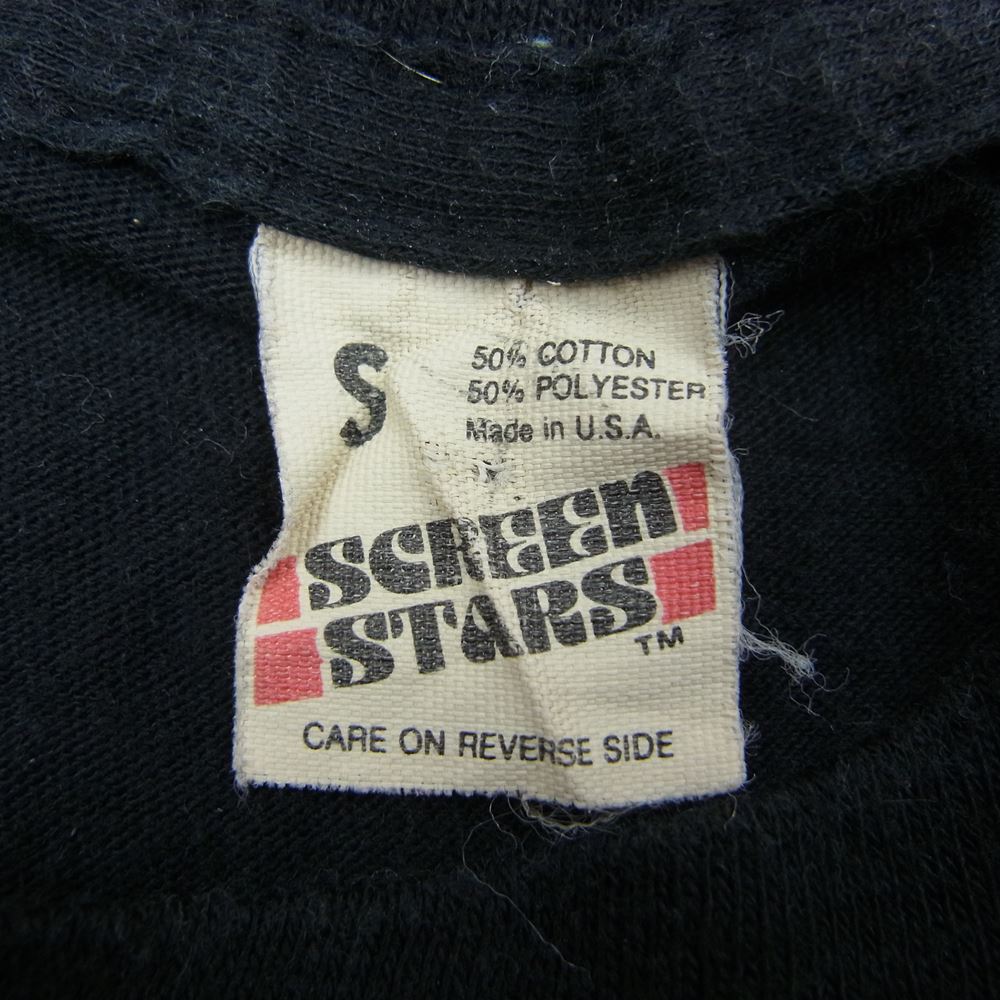 S
50% COTTON
50% POLYESTER
Made in U.S.A.
SCREEN
STARS
TM
CARE ON REVERSE SIDE